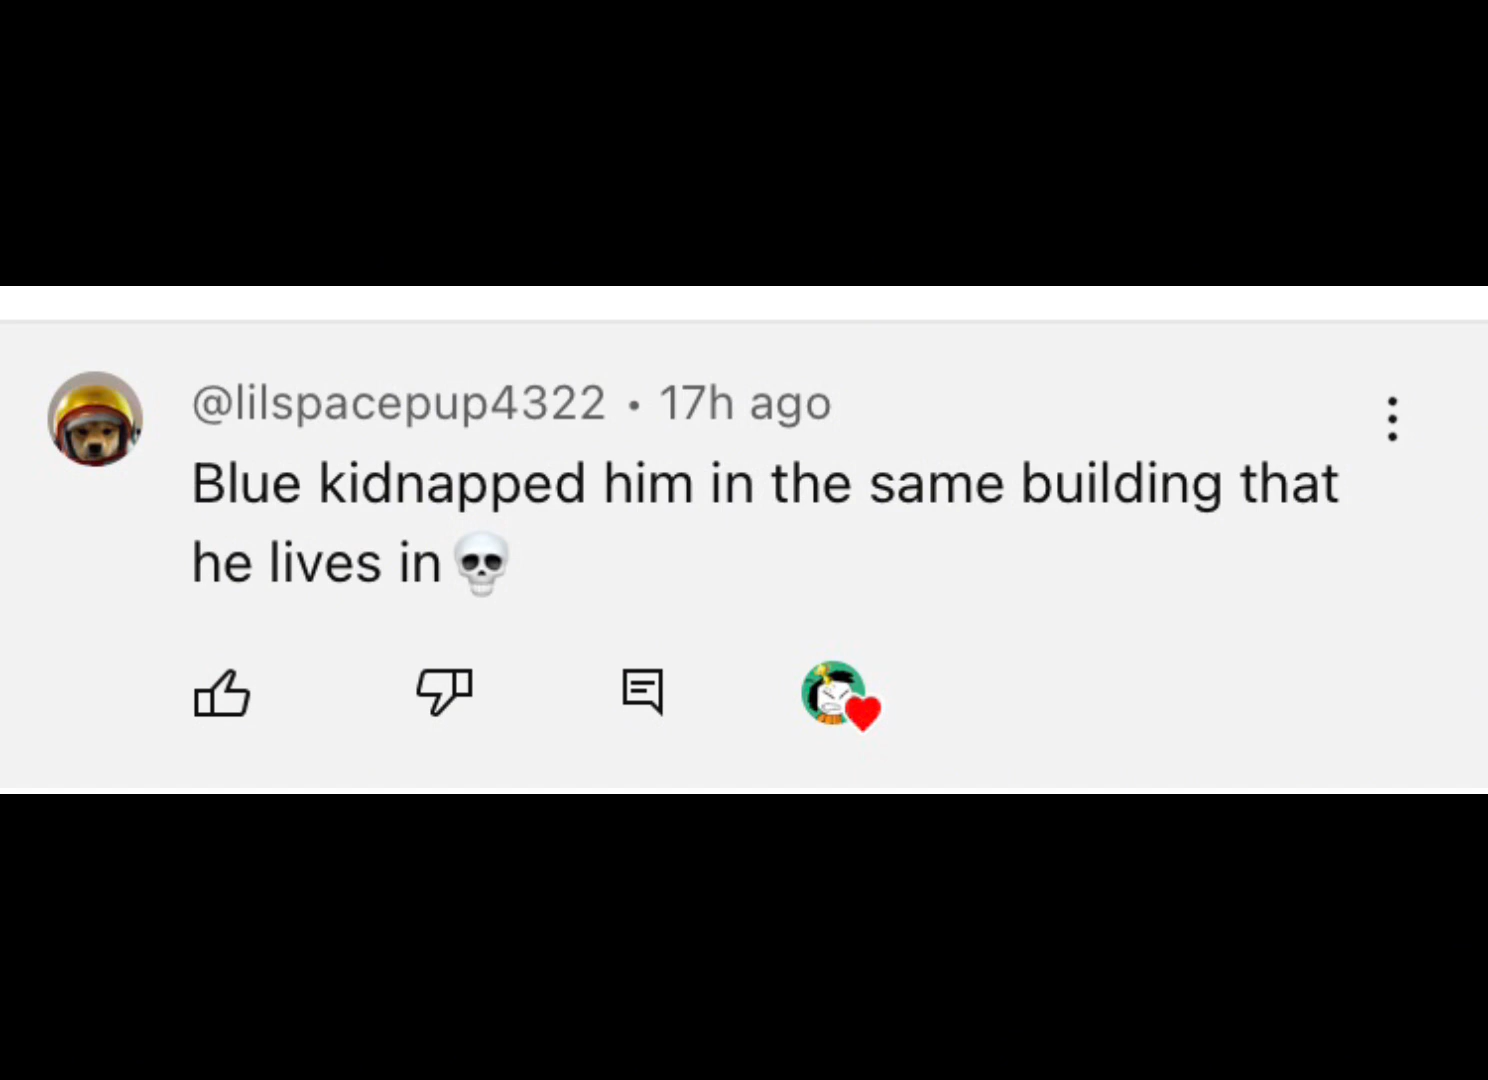 @lilspacepup4322 • 17h ago
Blue kidnapped him in the same building that
he lives in💀